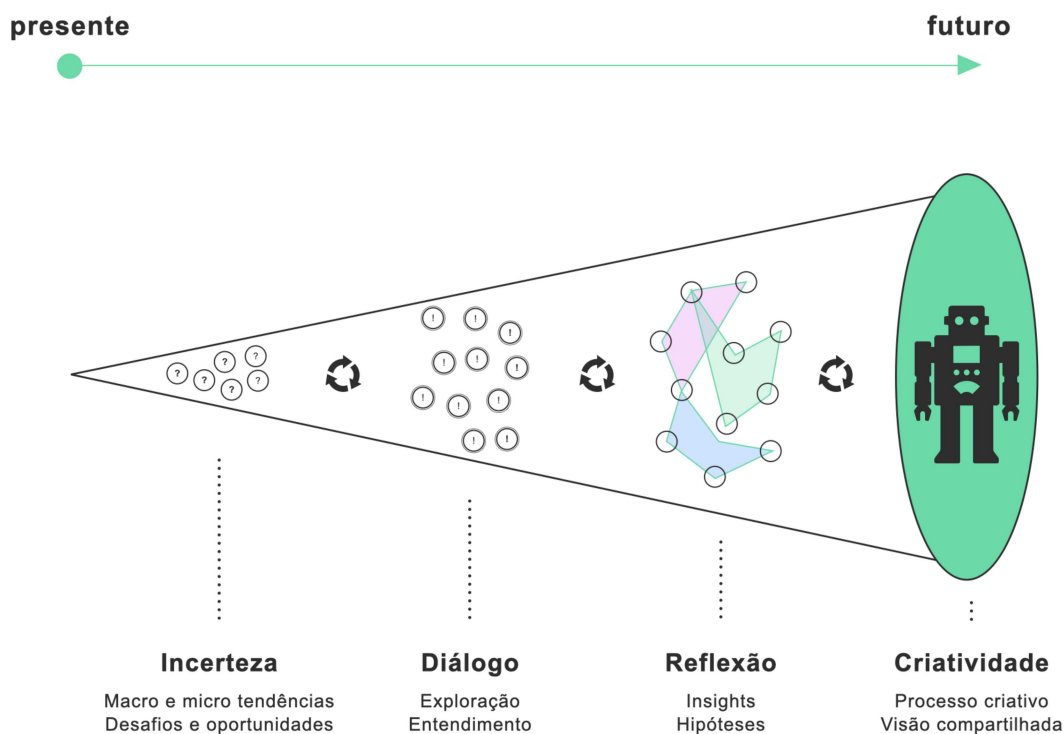 presente
futuro
?
?
?
?
?
?
!
!
!
!
!
!
!
!
!
!
!
!
Incerteza
Macro e micro tendências
Desafios e oportunidades
Diálogo
Exploração
Entendimento
Reflexão
Insights
Hipóteses
Criatividade
Processo criativo
Visão compartilhada